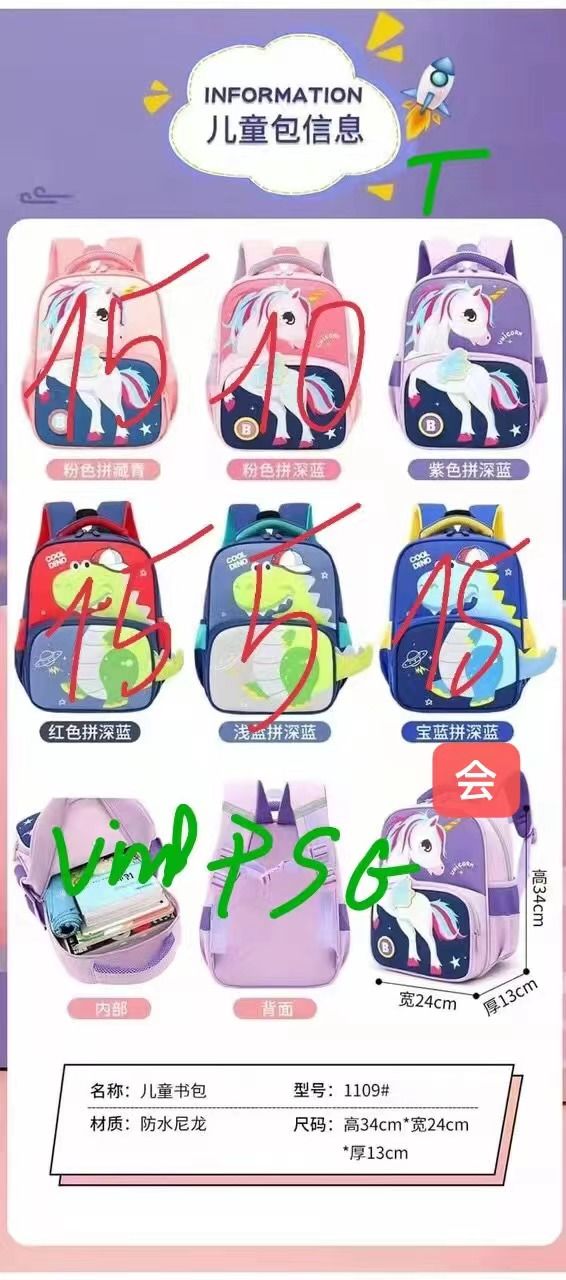 INFORMATION
儿童包信息
T
15 10
UNICORN
UNICORN
B B B
粉色拼藏青 粉色拼深蓝 紫色拼深蓝
COOL DINO COOL DINO COOL DINO
15 5 15
红色拼深蓝 浅蓝拼深蓝 宝蓝拼深蓝
会
UNICORN
PSG
B
高34cm
宽24cm
厚13cm
内部 背面
名称：儿童书包 型号：1109#
材质：防水尼龙 尺码：高34cm*宽24cm
*厚13cm